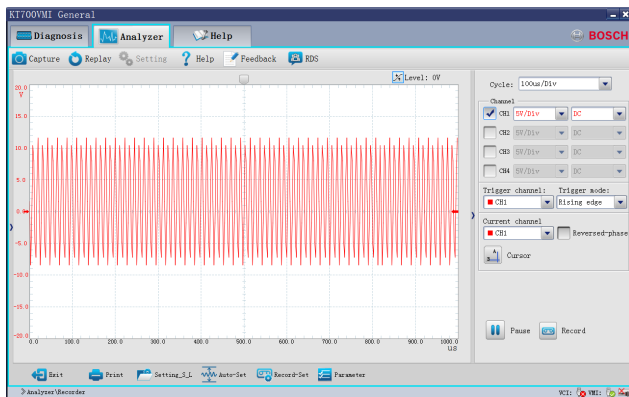 KT700VMI General
Diagnosis Analyzer Help BOSCH
Capture Replay Setting Help Feedback RDS
Level: 0V
Cycle: 100us/Div
Channel
CH1 5V/Div DC
CH2 5V/Div DC
CH3 5V/Div DC
CH4 5V/Div DC
Trigger channel: Trigger mode:
CH1 Rising edge
Current channel
CH1 Reversed-phase
Cursor
Pause Record
20.0
V
15.0
10.0
5.0
0.0
-5.0
-10.0
-15.0
-20.0
0.0 100.0 200.0 300.0 400.0 500.0 600.0 700.0 800.0 900.0 1000.0
us
Exit Print Setting_S_L Auto-Set Record-Set Parameter
Analyzer\Recorder VCI: VMI: